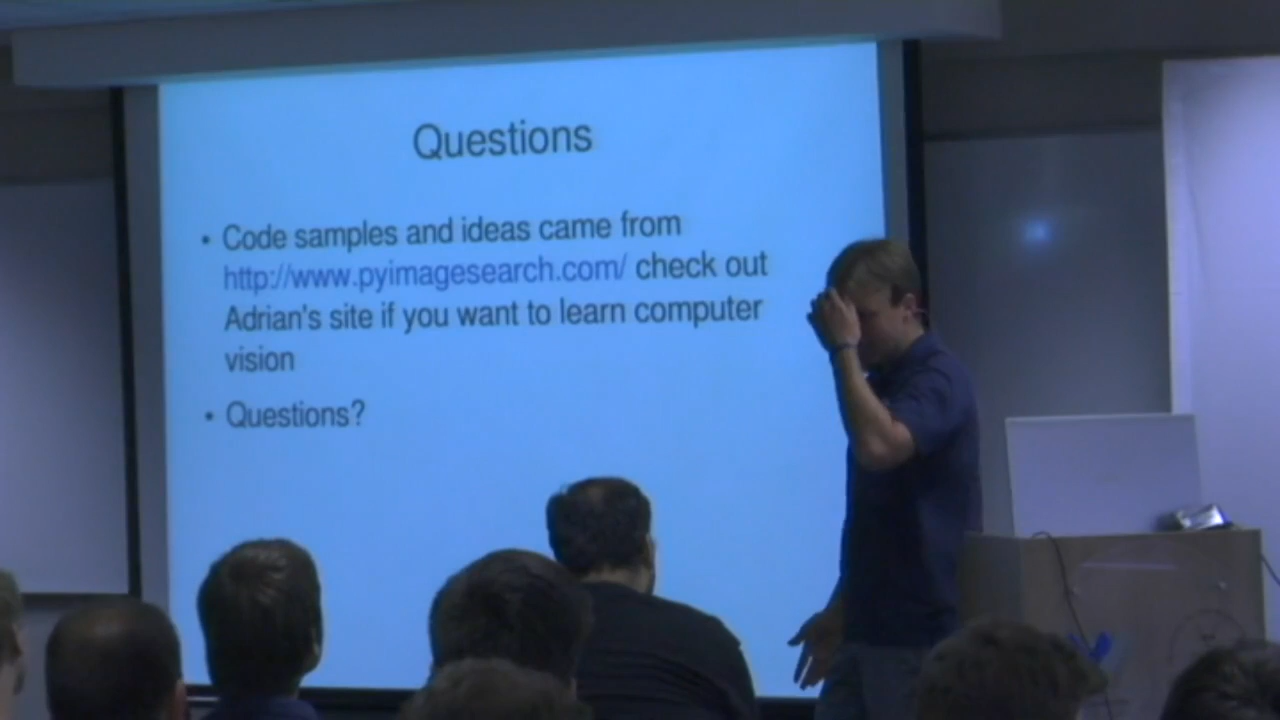 Questions
• Code samples and ideas came from
http://www.pyimagesearch.com/ check out
Adrian's site if you want to learn computer
vision
• Questions?